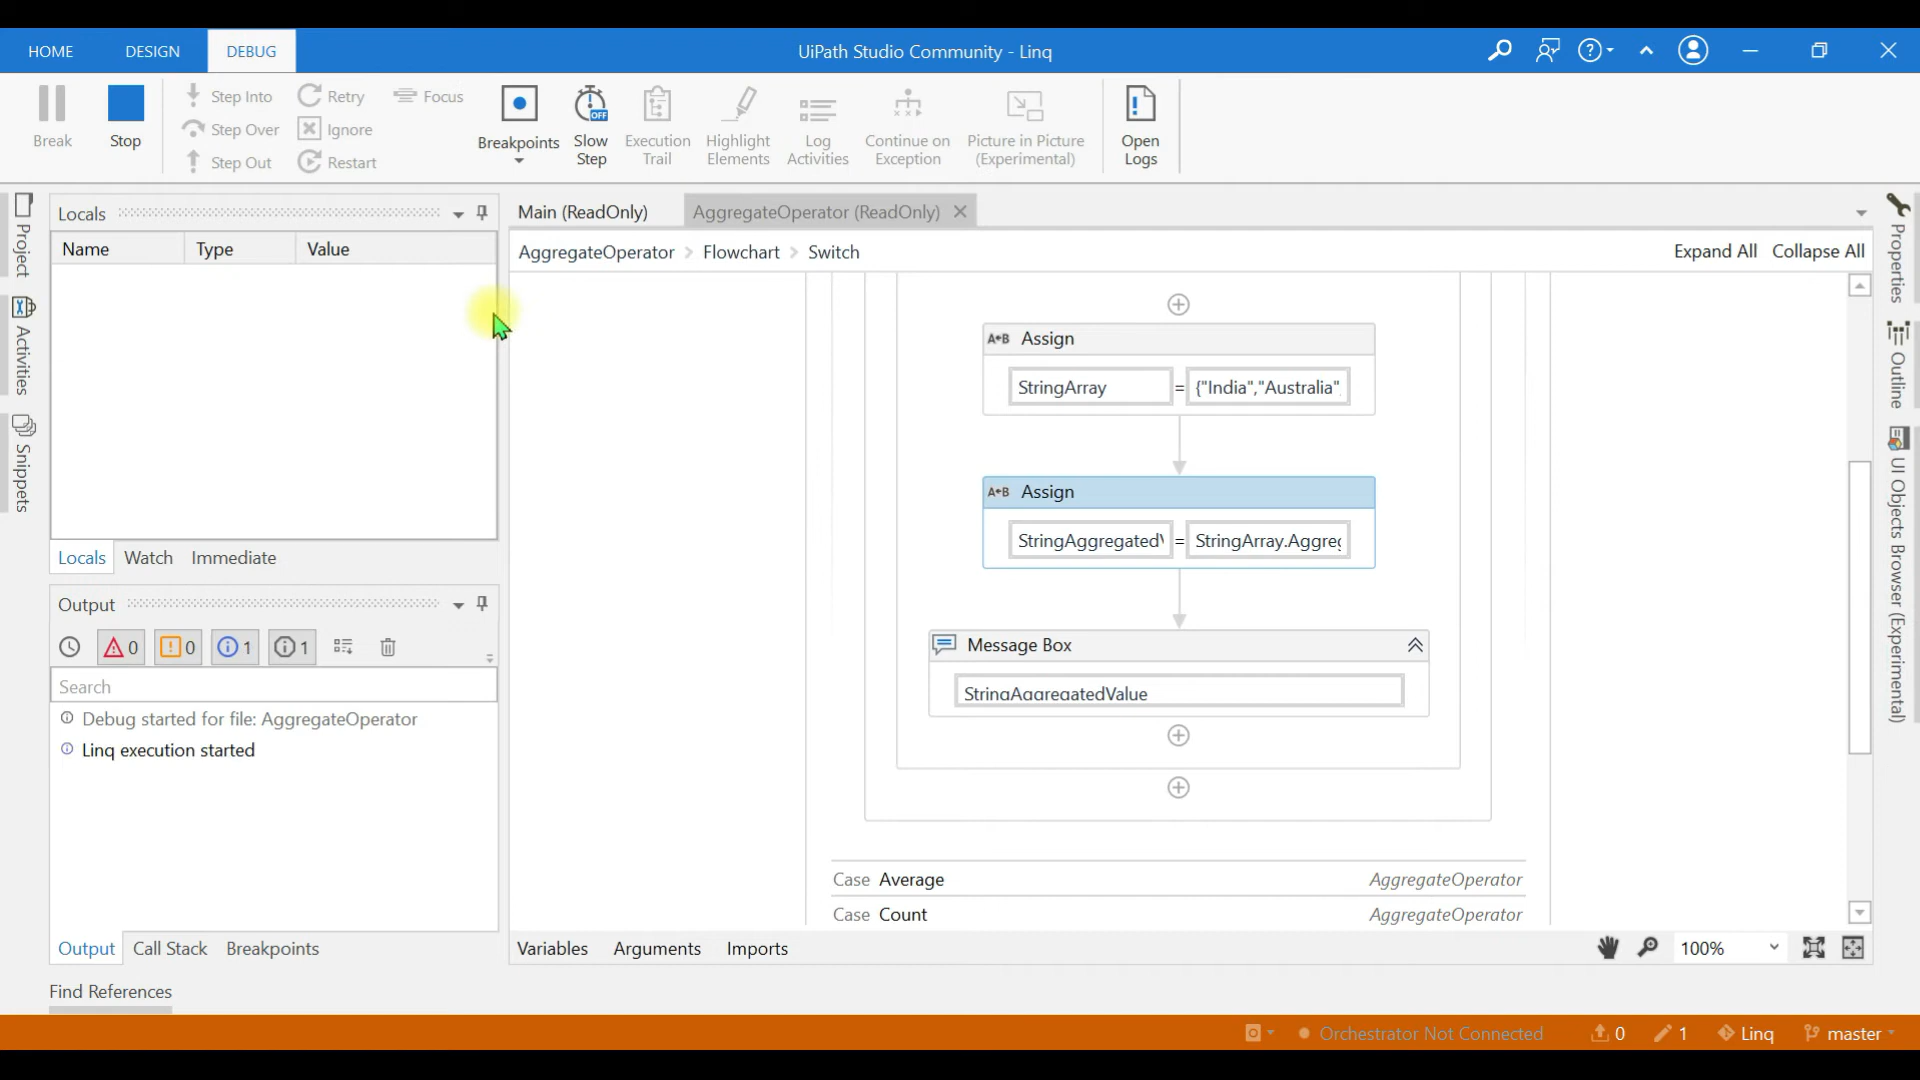 HOME DESIGN DEBUG UiPath Studio Community - Linq
Break
Stop
Step Into
Step Over
Step Out
Retry
Ignore
Restart
Focus
Breakpoints
Slow
Step
OFF
Execution
Trail
Highlight
Elements
Log
Activities
Continue on
Exception
Picture in Picture
(Experimental)
Open
Logs
Project
Activities
Snippets
Locals
Name Type Value
Locals Watch Immediate
Output
0 0 1 1
Search
Debug started for file: AggregateOperator
Linq execution started
Output Call Stack Breakpoints
Find References
Main (ReadOnly) AggregateOperator (ReadOnly)
AggregateOperator > Flowchart > Switch
Expand All Collapse All
A+B Assign
StringArray = {"India","Australia"
A+B Assign
StringAggregatedV = StringArray.Aggreg
Message Box
StringAggregatedValue
Case Average AggregateOperator
Case Count AggregateOperator
Variables Arguments Imports
100%
Properties
Outline
UI Objects Browser (Experimental)
Orchestrator Not Connected 0 1 Linq master